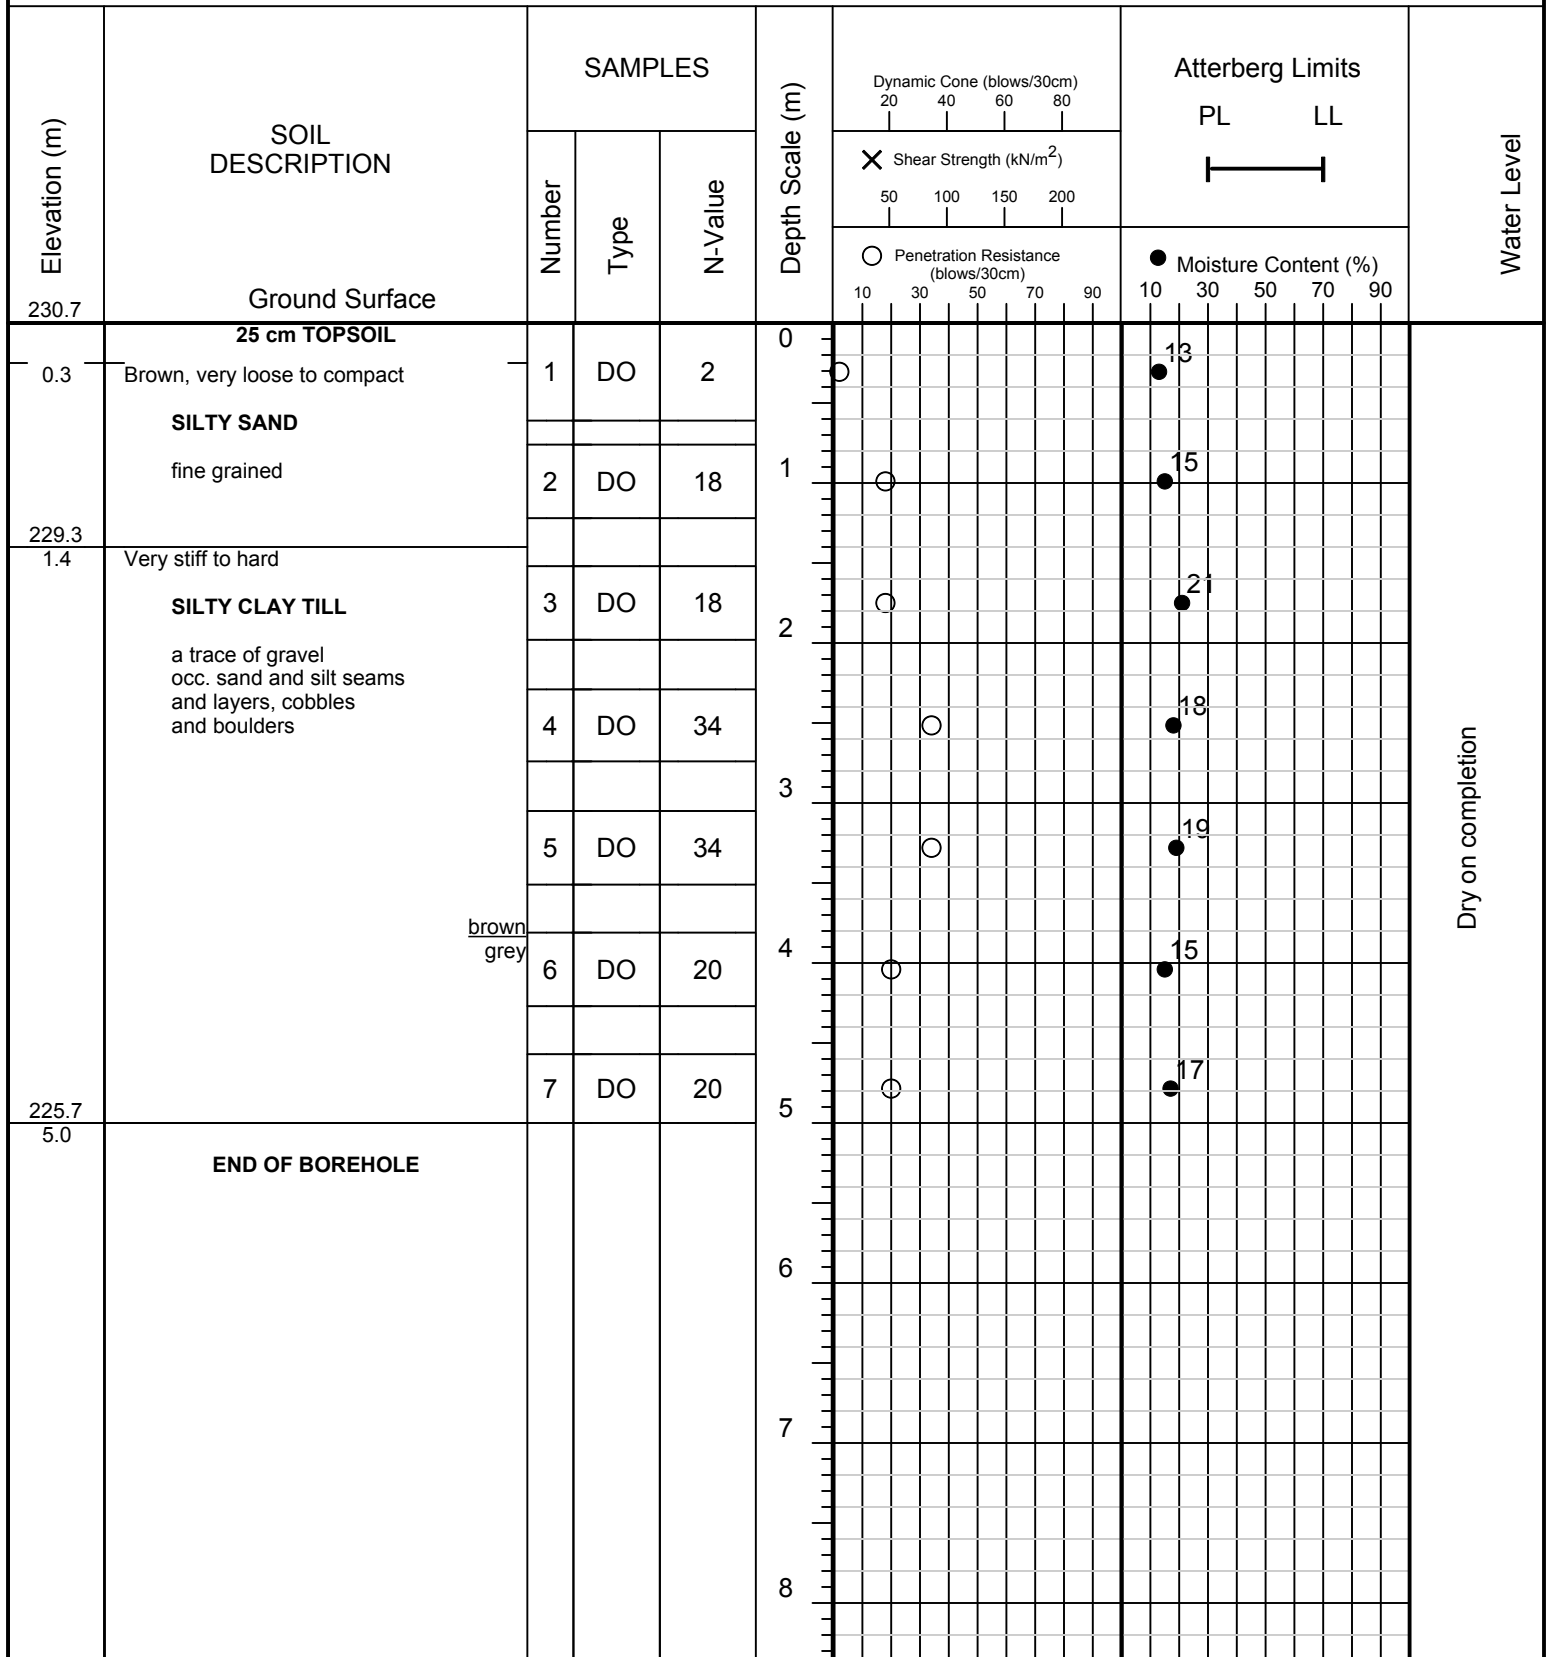 Elevation (m)
SOIL
DESCRIPTION
SAMPLES
Number
Type
N-Value
Depth Scale (m)
Dynamic Cone (blows/30cm)
20 40 60 80
Shear Strength (kN/m2)
50 100 150 200
Penetration Resistance
(blows/30cm)
10 30 50 70 90
Atterberg Limits
PL LL
Moisture Content (%)
10 30 50 70 90
Water Level
230.7
Ground Surface
25 cm TOPSOIL
0
13
0.3
Brown, very loose to compact
1 DO 2
SILTY SAND
fine grained
2 DO 18
1
15
229.3
1.4
Very stiff to hard
SILTY CLAY TILL
3 DO 18
21
2
a trace of gravel
occ. sand and silt seams
and layers, cobbles
and boulders
4 DO 34
18
3
5 DO 34
19
brown
grey
6 DO 20
4
15
7 DO 20
17
225.7
5
5.0
END OF BOREHOLE
6
7
8
Dry on completion